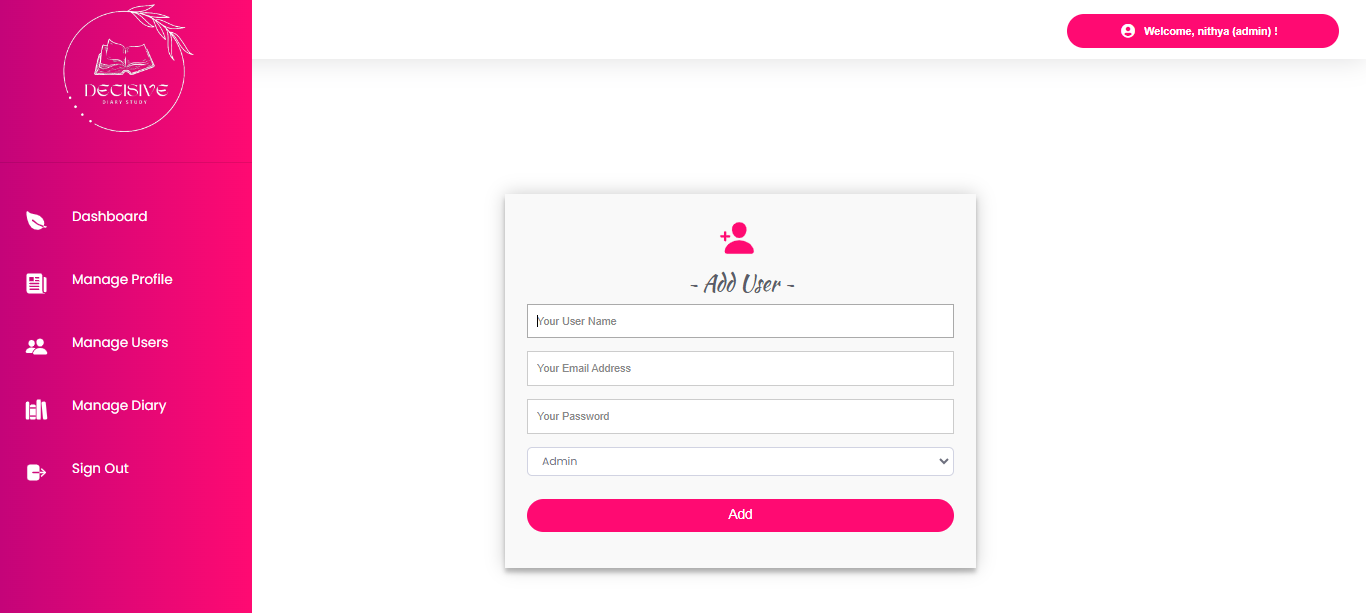 DECISIVE
DIARY STUDY
Welcome, nithya (admin) !
Dashboard
Manage Profile
Manage Users
Manage Diary
Sign Out
- Add User -
Your User Name
Your Email Address
Your Password
Admin
Add